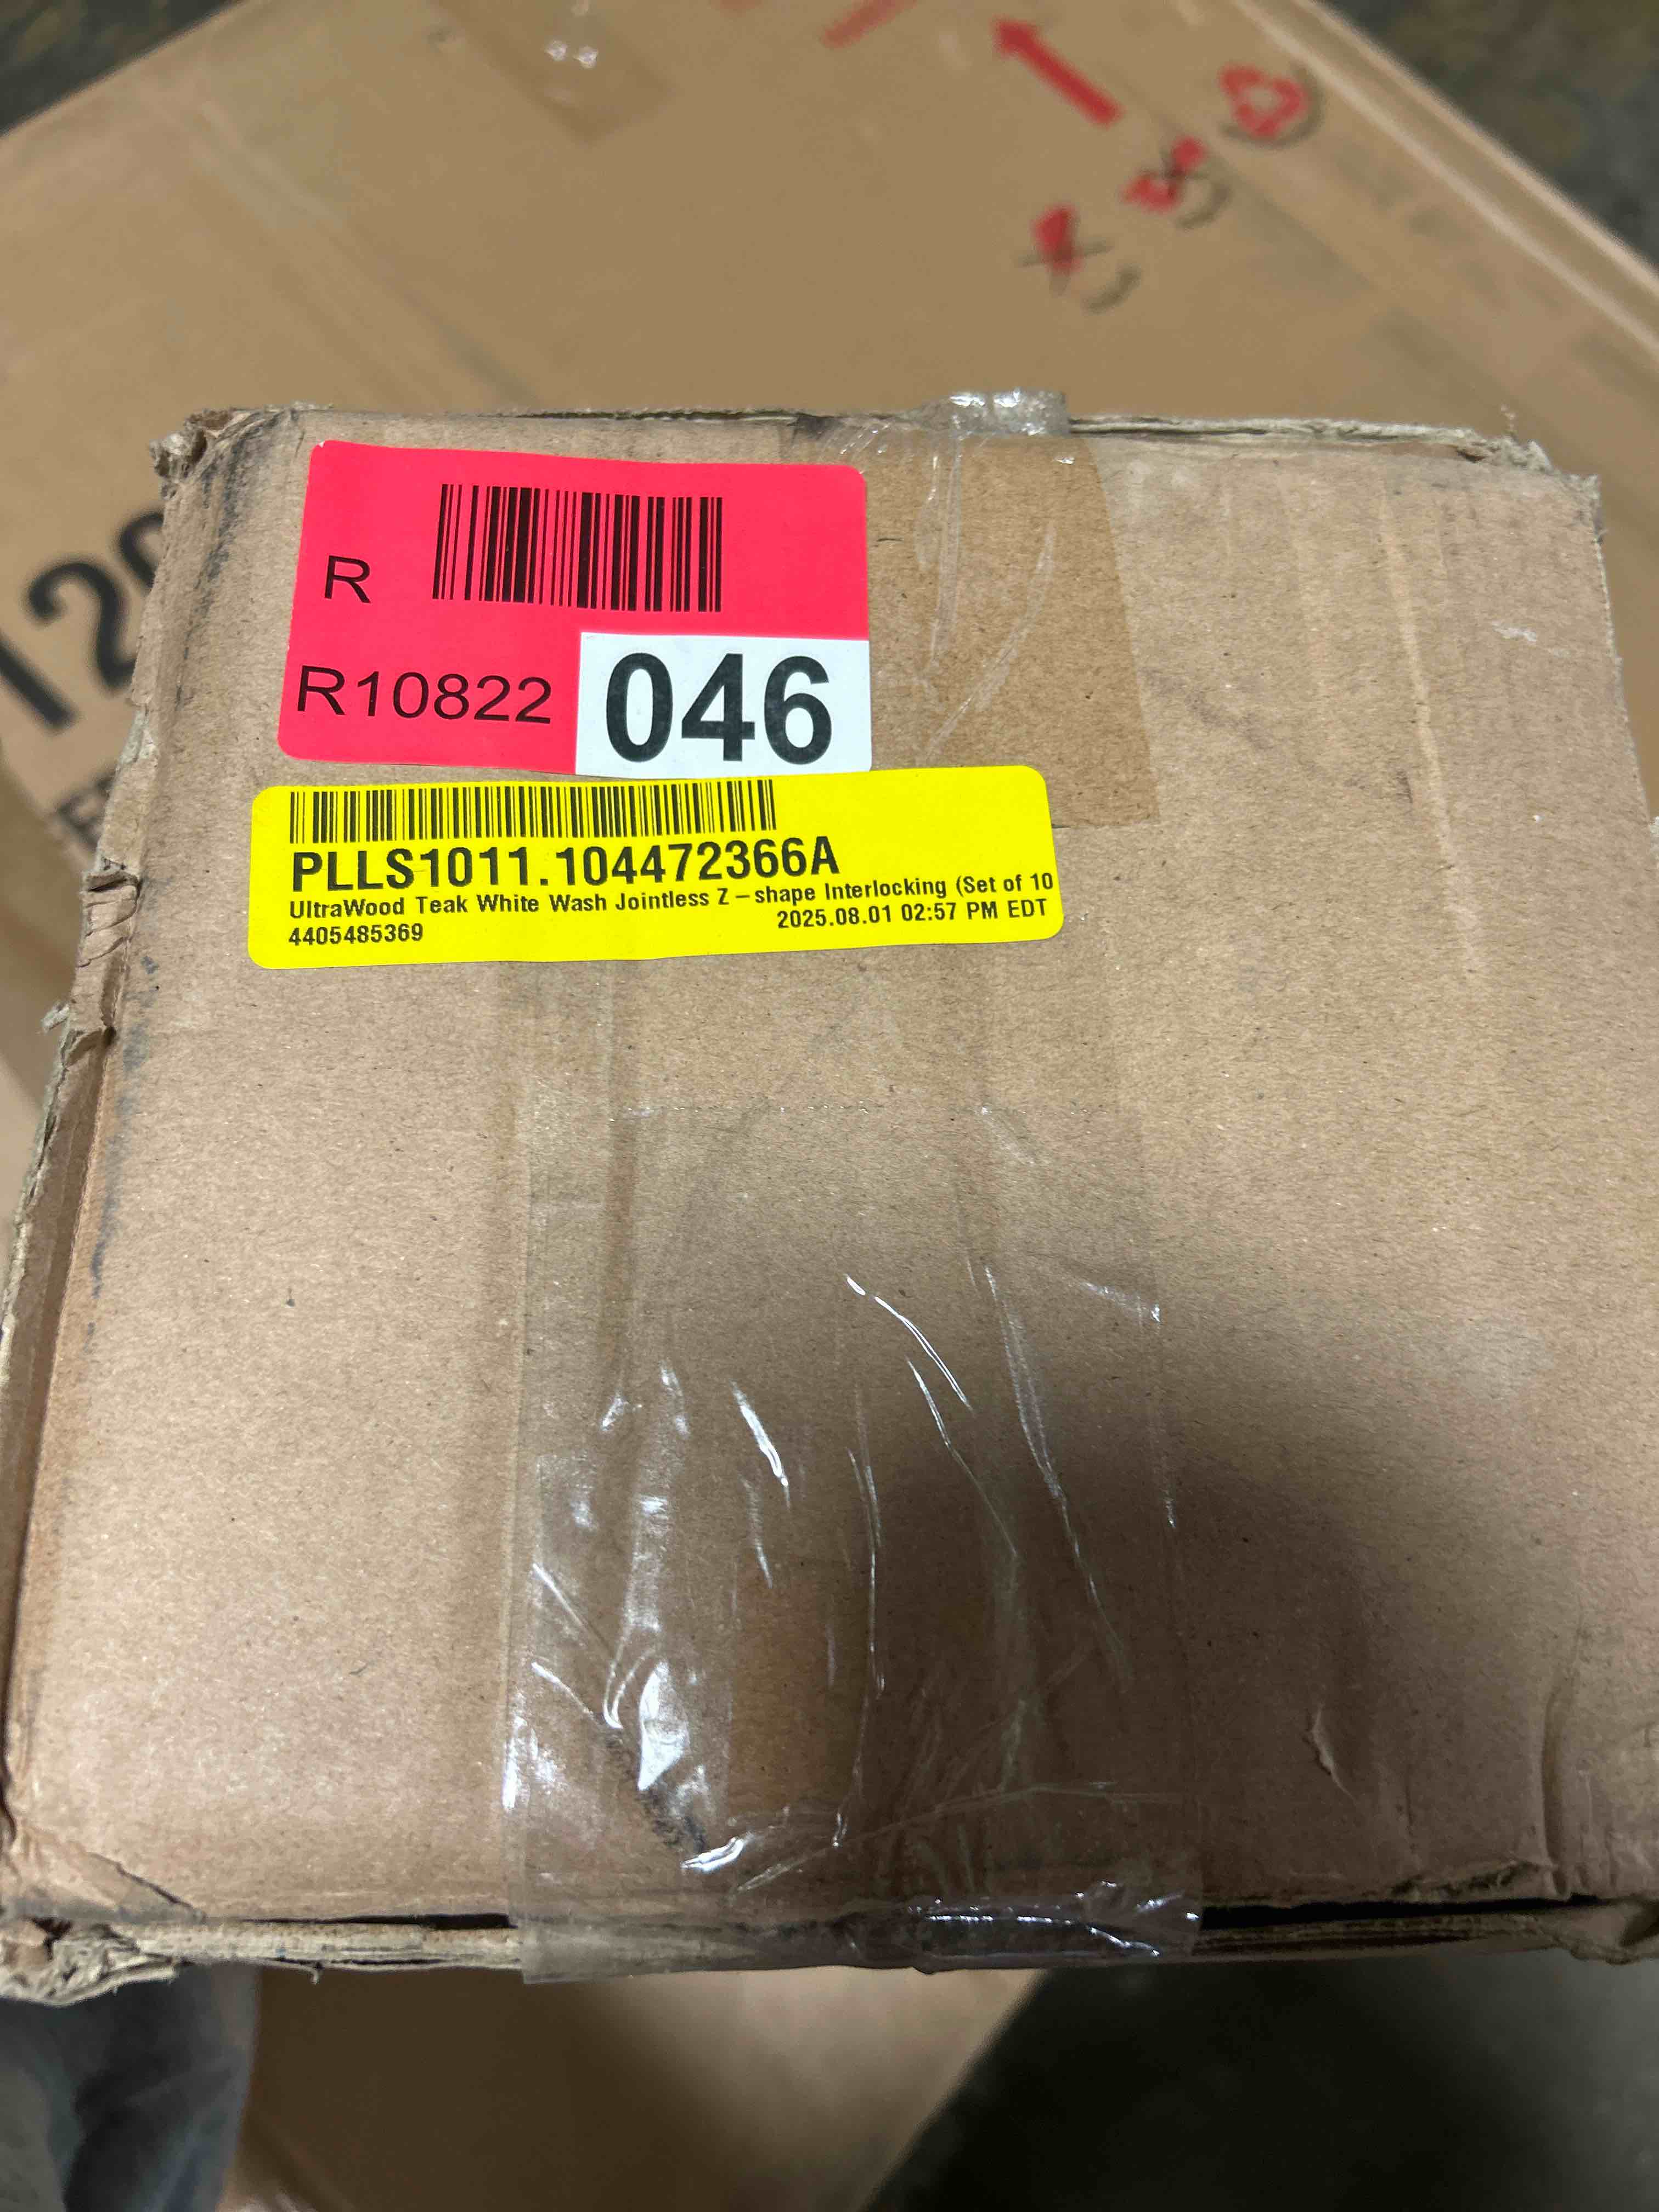 120
R
R10822
046
PLLS1011.104472366A
UltraWood Teak White Wash Jointless Z-shape Interlocking (Set of 10
2025.08.01 02:57 PM EDT
4405485369